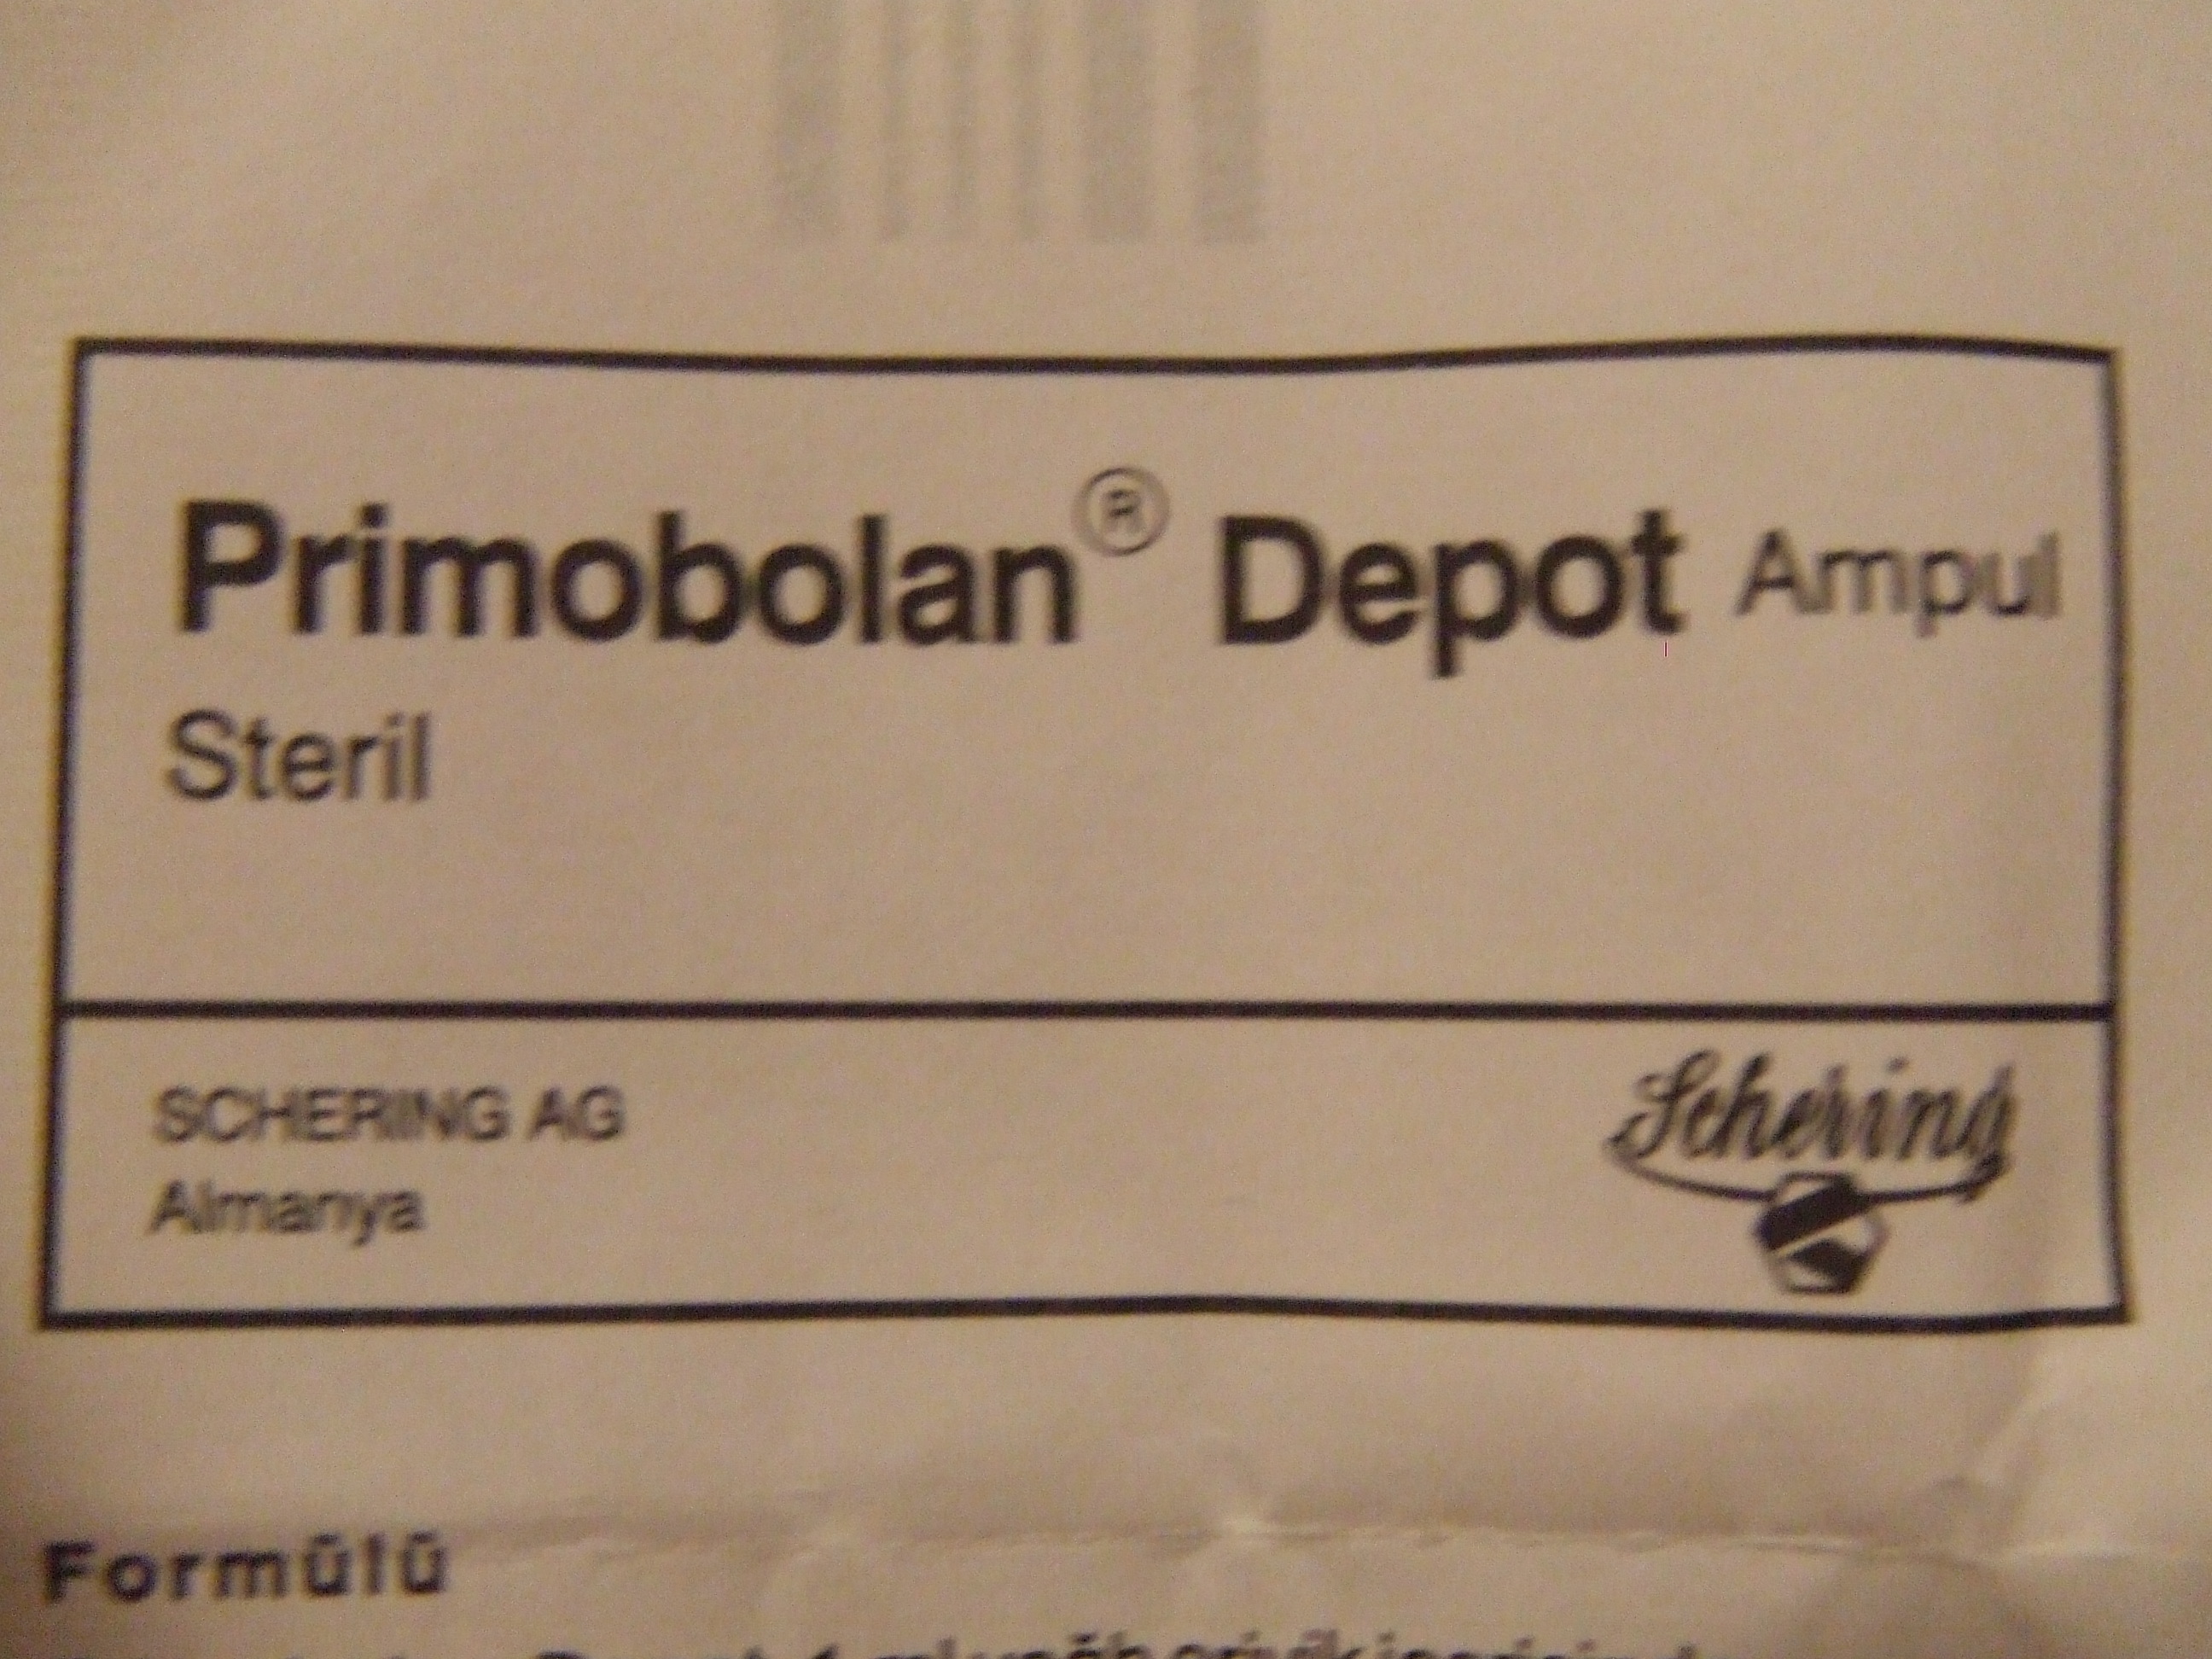 Primobolan® Depot Ampul
Steril
SCHERING AG
Schering
Almanya
Formülü